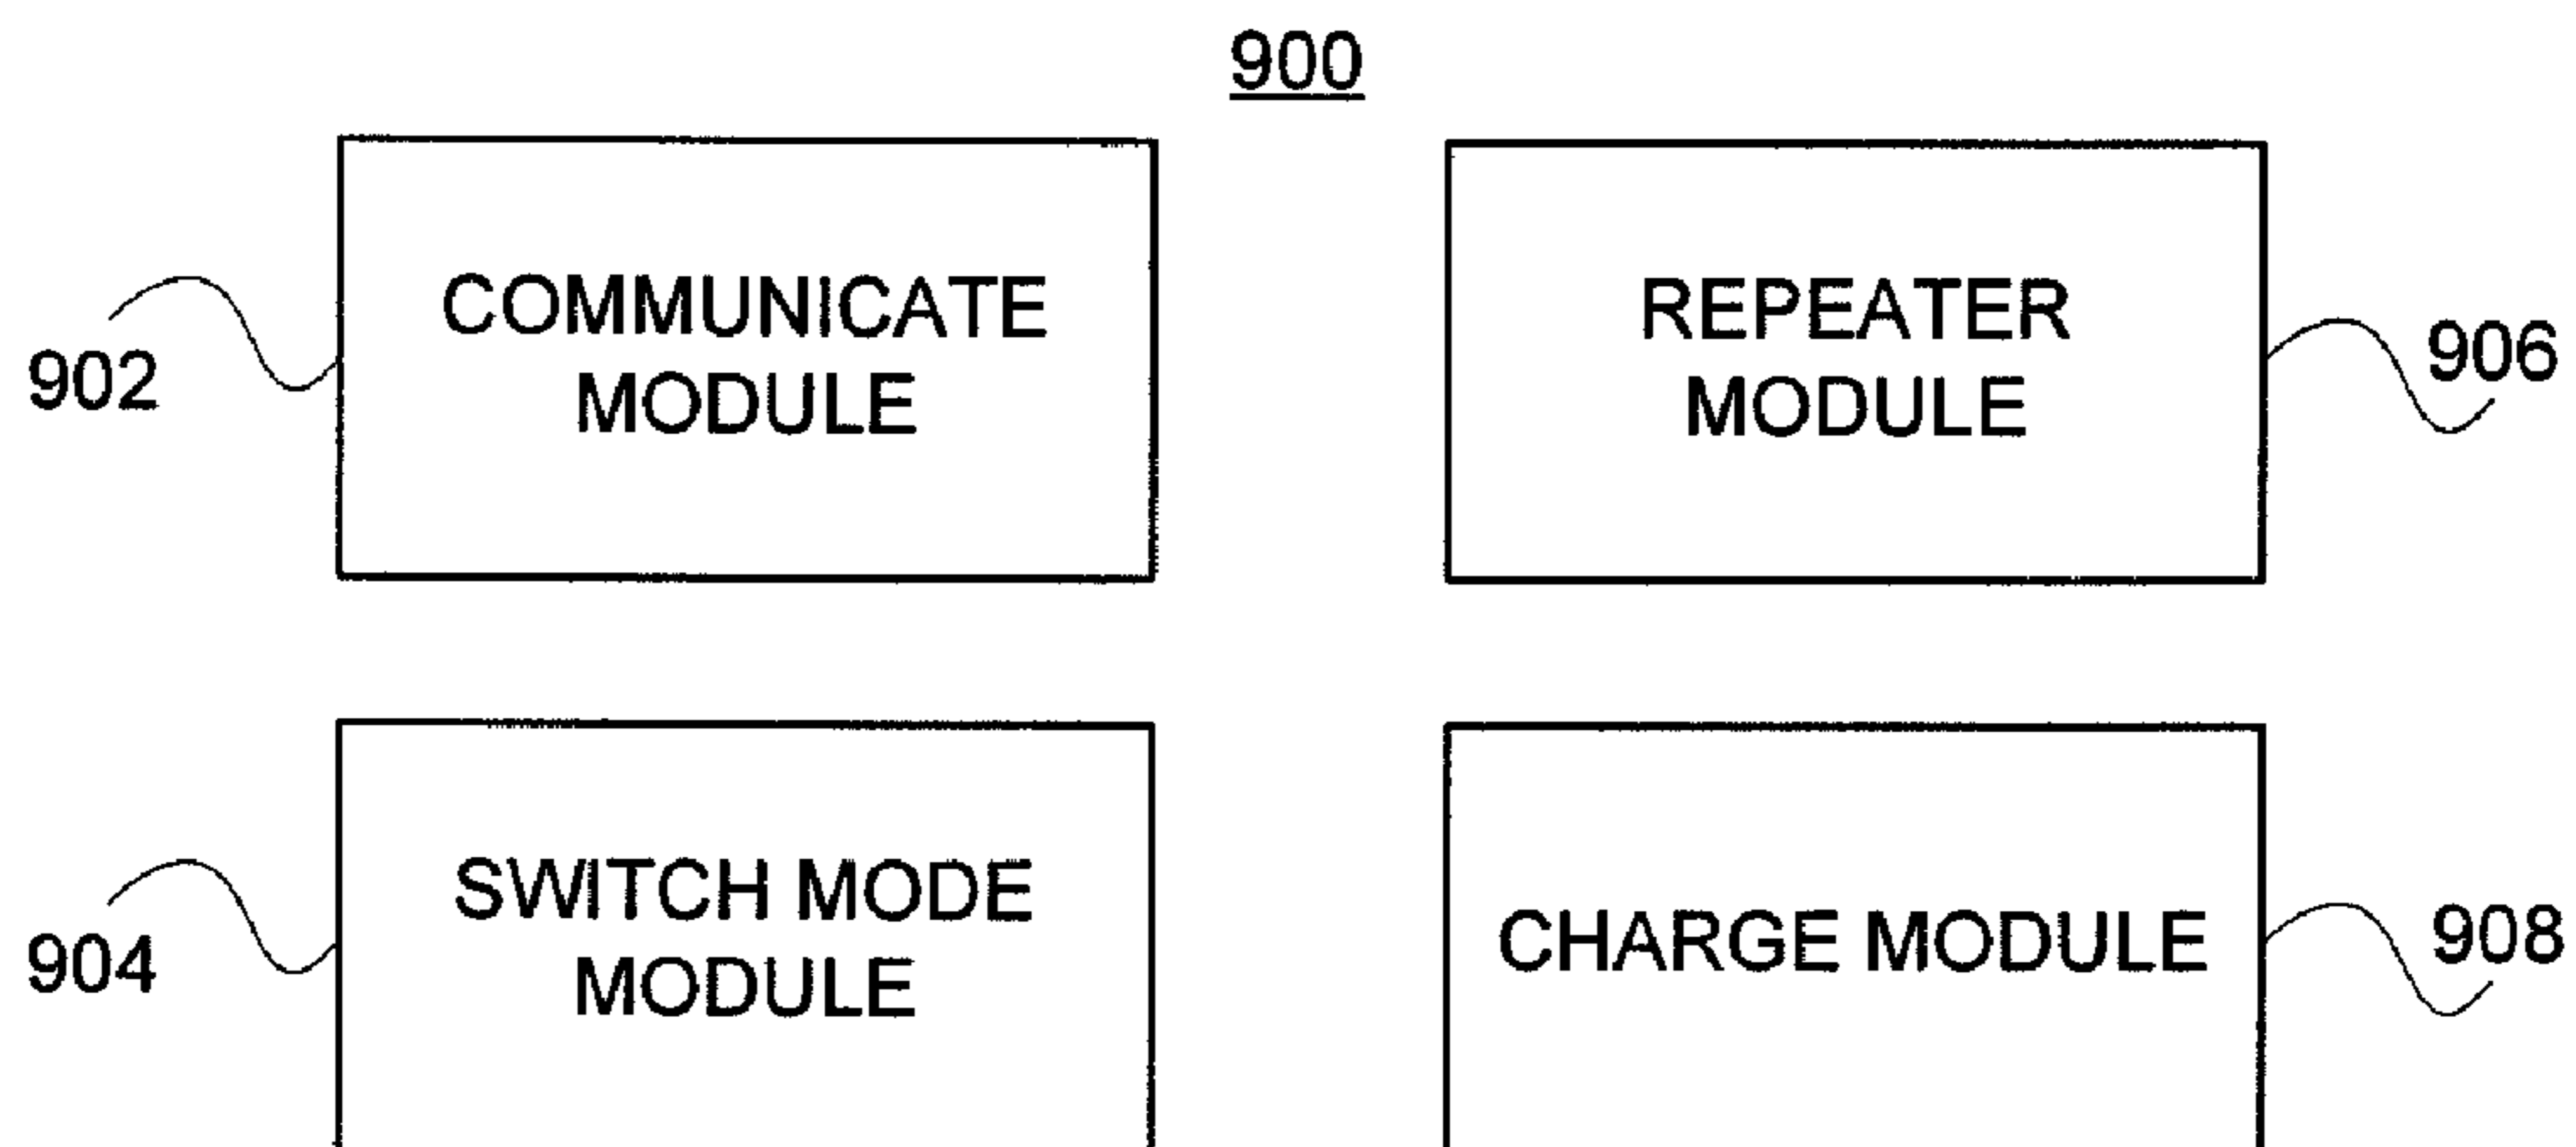 900
COMMUNICATE
MODULE
902
REPEATER
MODULE
906
SWITCH MODE
MODULE
904
CHARGE MODULE
908